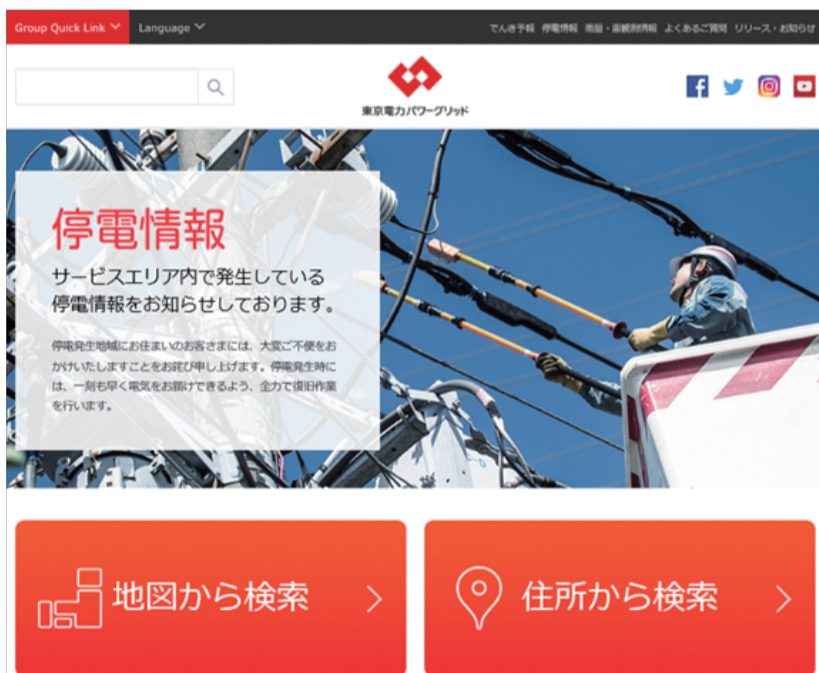 Group Quick Link
Language
でんき予報 停電情報 雨量・雷観測情報 よくあるご質問 リリース・お知らせ
東京電力パワーグリッド
停電情報
サービスエリア内で発生している
停電情報をお知らせしております。
停電発生地域にお住まいのお客さまには、大変ご不便をお
かけいたしますことをお詫び申し上げます。停電発生時に
は、一刻も早く電気をお届けできるよう、全力で復旧作業
を行います。
地図から検索
住所から検索